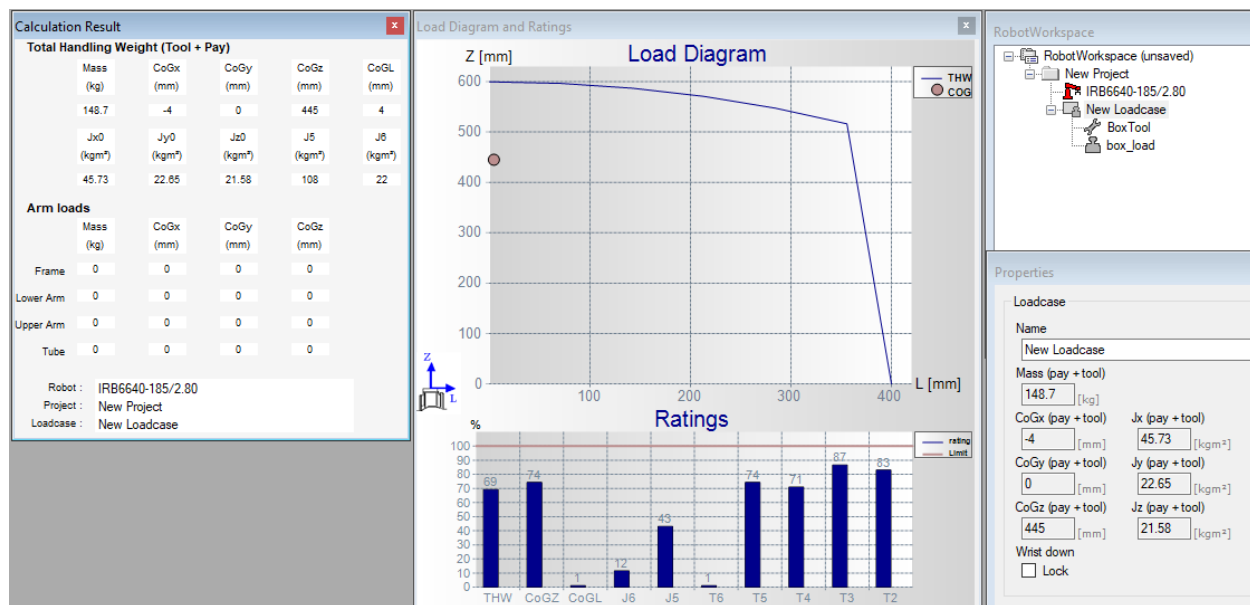 Calculation Result
x
Total Handling Weight (Tool + Pay)
Mass CoGx CoGy CoGz CoGL
(kg) (mm) (mm) (mm) (mm)
148.7 -4 0 445 4
Jx0 Jy0 Jz0 J5 J6
(kgm²) (kgm²) (kgm²) (kgm²) (kgm²)
45.73 22.65 21.58 108 22
Arm loads
Mass CoGx CoGy CoGz
(kg) (mm) (mm) (mm)
Frame 0 0 0 0
Lower Arm 0 0 0 0
Upper Arm 0 0 0 0
Tube 0 0 0 0
Robot : IRB6640-185/2.80
Project : New Project
Loadcase : New Loadcase
Load Diagram and Ratings
x
Z [mm] Load Diagram
THW
COG
600
500
400
300
200
100
0
100 200 300 400
L [mm]
Z
L
Ratings
%
rating
Limit
100
90
80
70
60
50
40
30
20
10
0
69 74 1 12 43 1 74 71 87 83
THW CoGZ CoGL J6 J5 T6 T5 T4 T3 T2
RobotWorkspace
RobotWorkspace (unsaved)
New Project
IRB6640-185/2.80
New Loadcase
BoxTool
box_load
Properties
Loadcase
Name
New Loadcase
Mass (pay + tool)
148.7 [kg]
CoGx (pay + tool) Jx (pay + tool)
-4 [mm] 45.73 [kgm²]
CoGy (pay + tool) Jy (pay + tool)
0 [mm] 22.65 [kgm²]
CoGz (pay + tool) Jz (pay + tool)
445 [mm] 21.58 [kgm²]
Wrist down
Lock